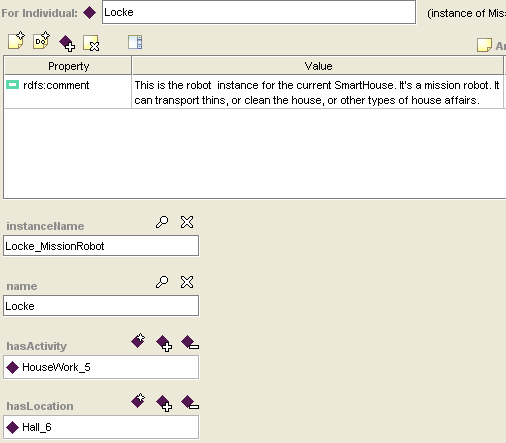 For Individual: Locke (instance of Mis
Property Value
rdfs:comment This is the robot instance for the current SmartHouse. It's a mission robot. It
can transport thins, or clean the house, or other types of house affairs.
instanceName
Locke_MissionRobot
name
Locke
hasActivity
HouseWork_5
hasLocation
Hall_6